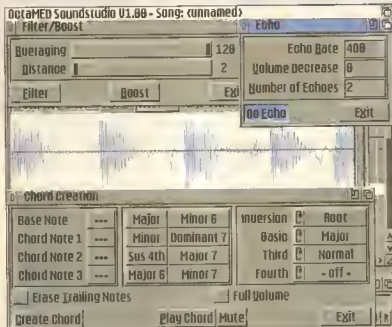 OctaMED Soundstudio V1.00 - Song: <unnamed>
Filter/Boost
Echo
Averaging 128
Distance 2
Filter Boost Exi
Echo Rate 400
Volume Decrease 0
Number of Echoes 2
Do Echo Exit
Chord Creation
Base Note ---
Chord Note 1 ---
Chord Note 2 ---
Chord Note 3 ---
Major Minor 6
Minor Dominant 7
Sus 4th Major 7
Major 6 Minor 7
Inversion Root
Basic Major
Third Normal
Fourth - off -
Erase Trailing Notes Full Volume
Create Chord Play Chord Mute Exit